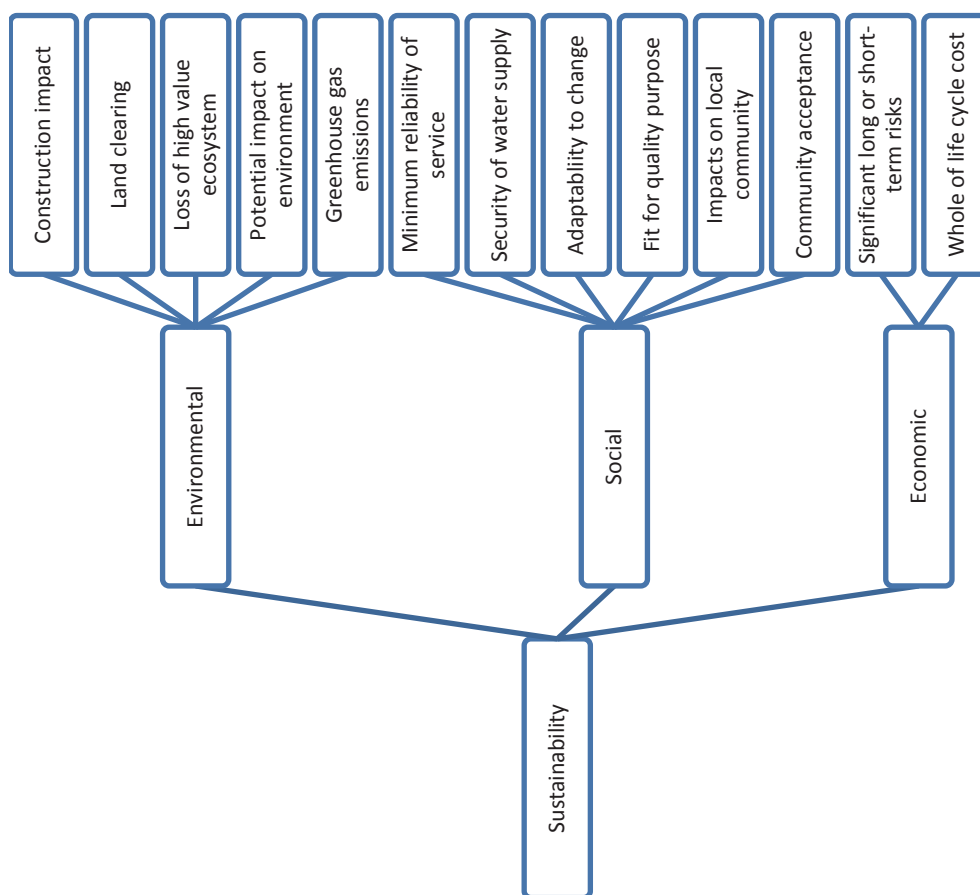 Sustainability
Environmental
Social
Economic
Construction impact
Land clearing
Loss of high value
ecosystem
Potential impact on
environment
Greenhouse gas
emissions
Minimum reliability of
service
Security of water supply
Adaptabliity to change
Fit for quality purpose
Impacts on local
community
Community acceptance
Significant long or short-
term risks
Whole of life cycle cost